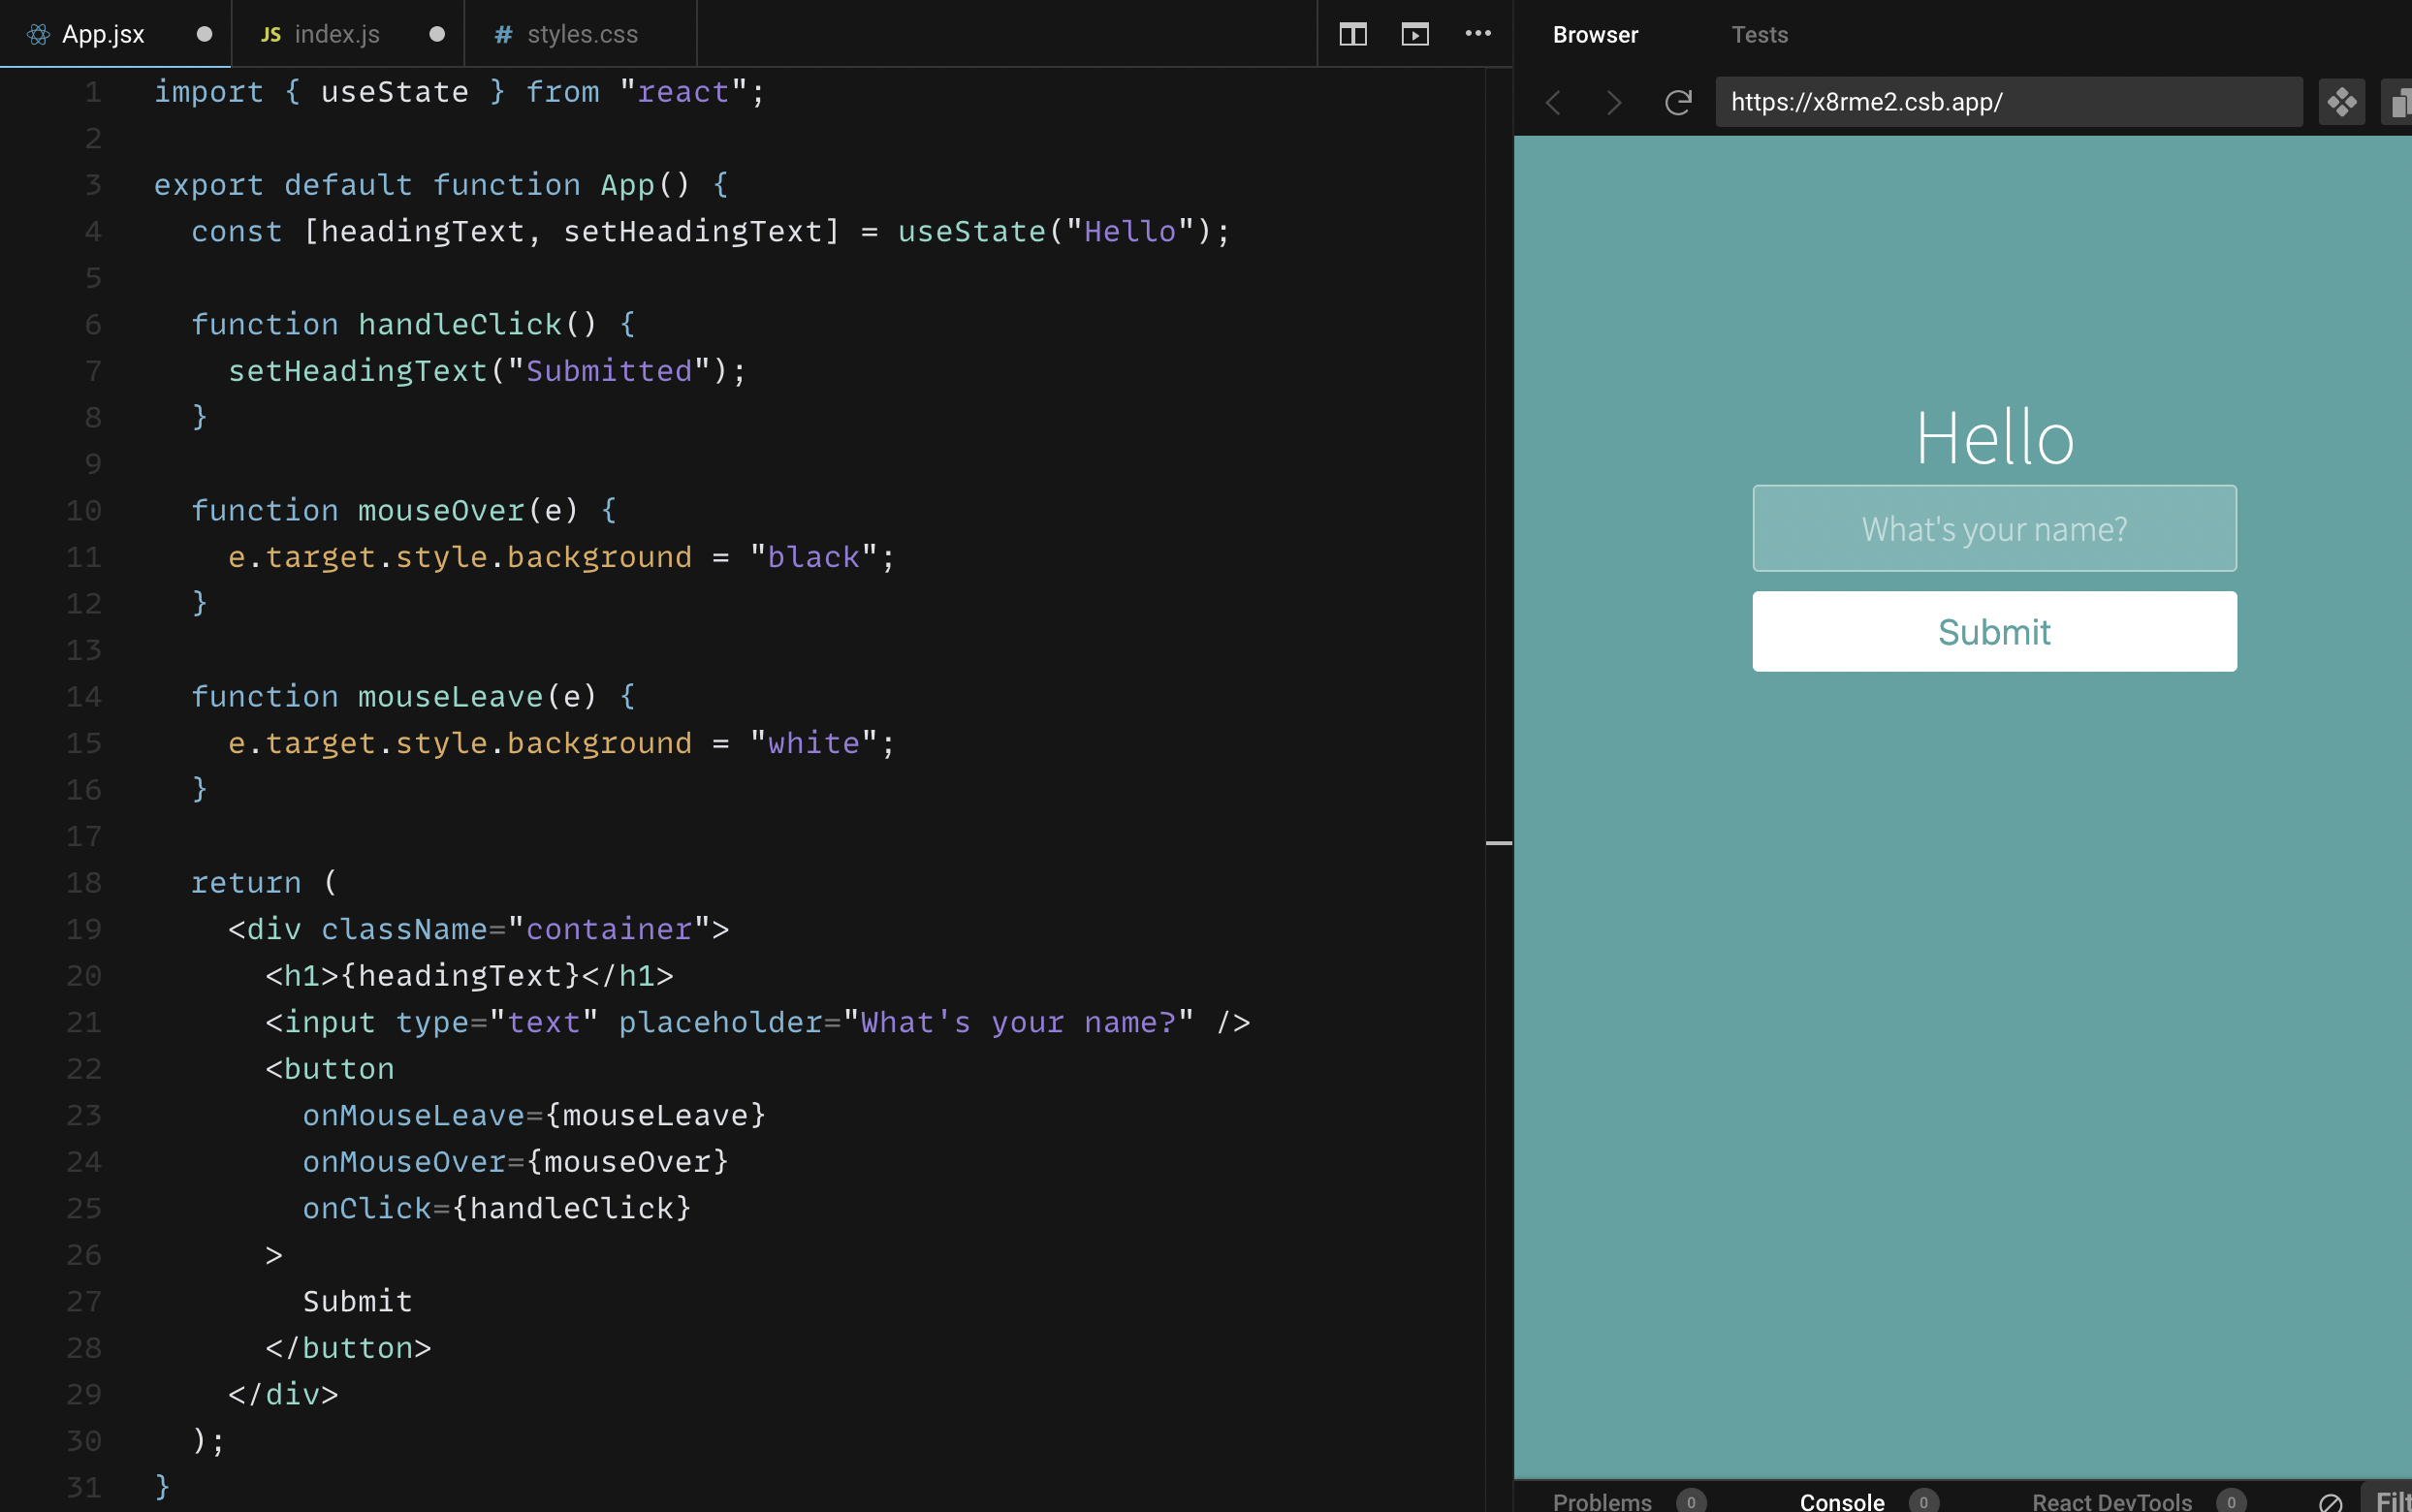 App.jsx
JS index.js
# styles.css
1 import { useState } from "react";
2
3 export default function App() {
4 const [headingText, setHeadingText] = useState("Hello");
5
6 function handleClick() {
7 setHeadingText("Submitted");
8 }
9
10 function mouseOver(e) {
11 e.target.style.background = "black";
12 }
13
14 function mouseLeave(e) {
15 e.target.style.background = "white";
16 }
17
18 return (
19 <div className="container">
20 <h1>{headingText}</h1>
21 <input type="text" placeholder="What's your name?" />
22 <button
23 onMouseLeave={mouseLeave}
24 onMouseOver={mouseOver}
25 onClick={handleClick}
26 >
27 Submit
28 </button>
29 </div>
30 );
31 }
Browser Tests
https://x8rme2.csb.app/
Hello
What's your name?
Submit
Problems 0 Console 0 React DevTools 0